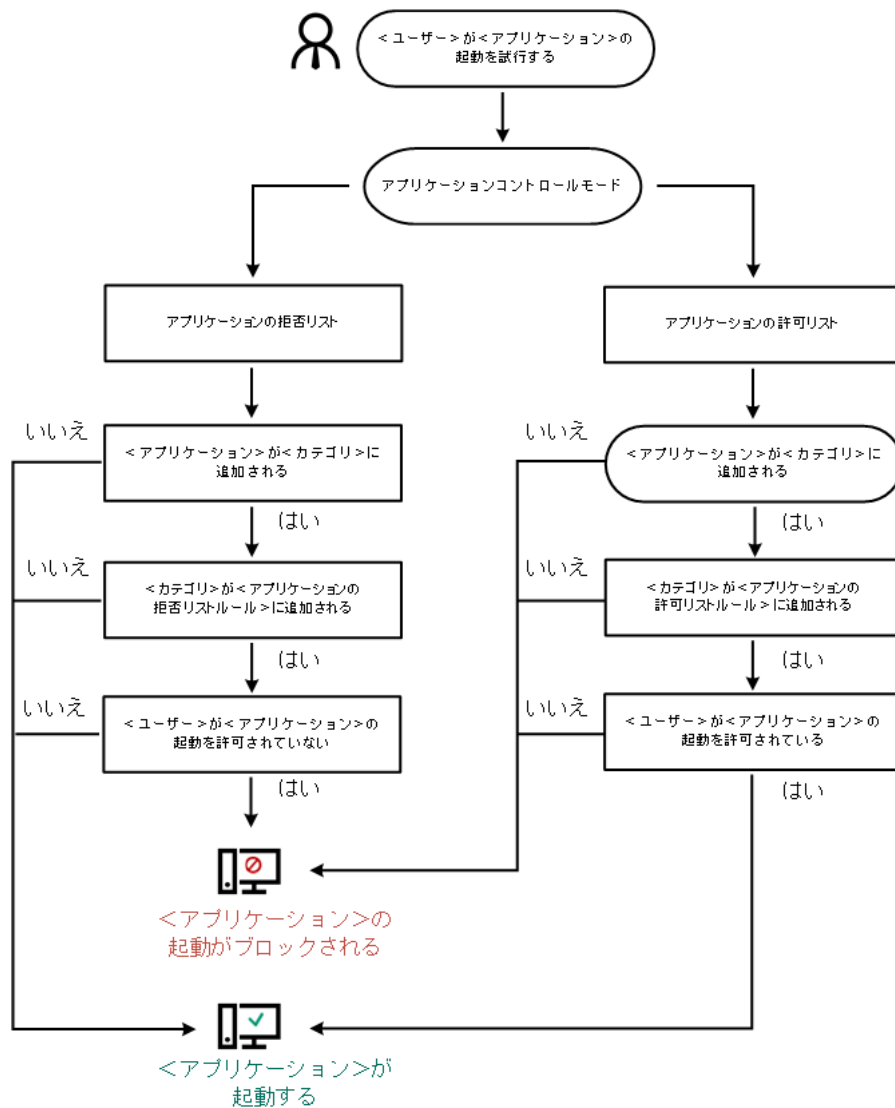 <ユーザー>が<アプリケーション>の
起動を試行する
アプリケーションコントロールモード
アプリケーションの拒否リスト
アプリケーションの許可リスト
いいえ
<アプリケーション>が<カテゴリ>に
追加される
はい
いいえ
<アプリケーション>が<カテゴリ>に
追加される
はい
いいえ
<カテゴリ>が<アプリケーションの
拒否リストルール>に追加される
はい
いいえ
<カテゴリ>が<アプリケーションの
許可リストルール>に追加される
はい
いいえ
<ユーザー>が<アプリケーション>の
起動を許可されていない
はい
いいえ
<ユーザー>が<アプリケーション>の
起動を許可されている
はい
<アプリケーション>の
起動がブロックされる
<アプリケーション>が
起動する